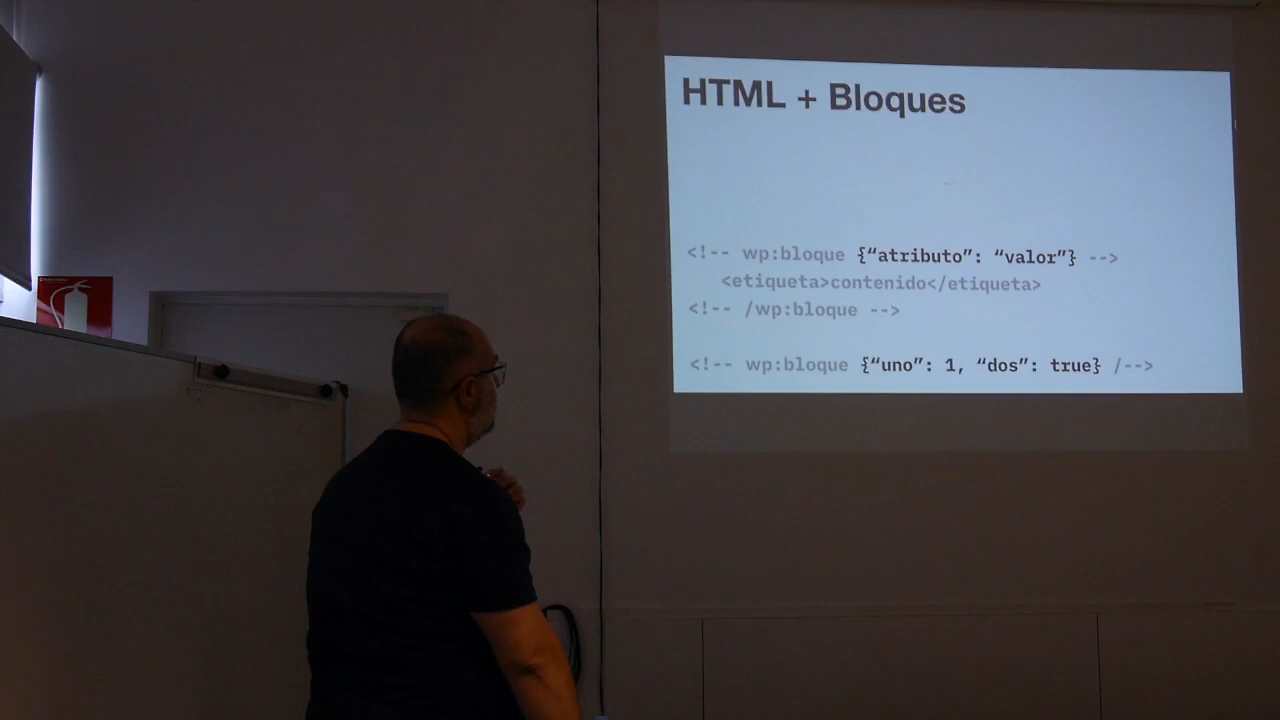 HTML + Bloques
<!-- wp:bloque {“atributo”: “valor”} -->
<etiqueta>contenido</etiqueta>
<!-- /wp:bloque -->
<!-- wp:bloque {“uno”: 1, “dos”: true} /-->